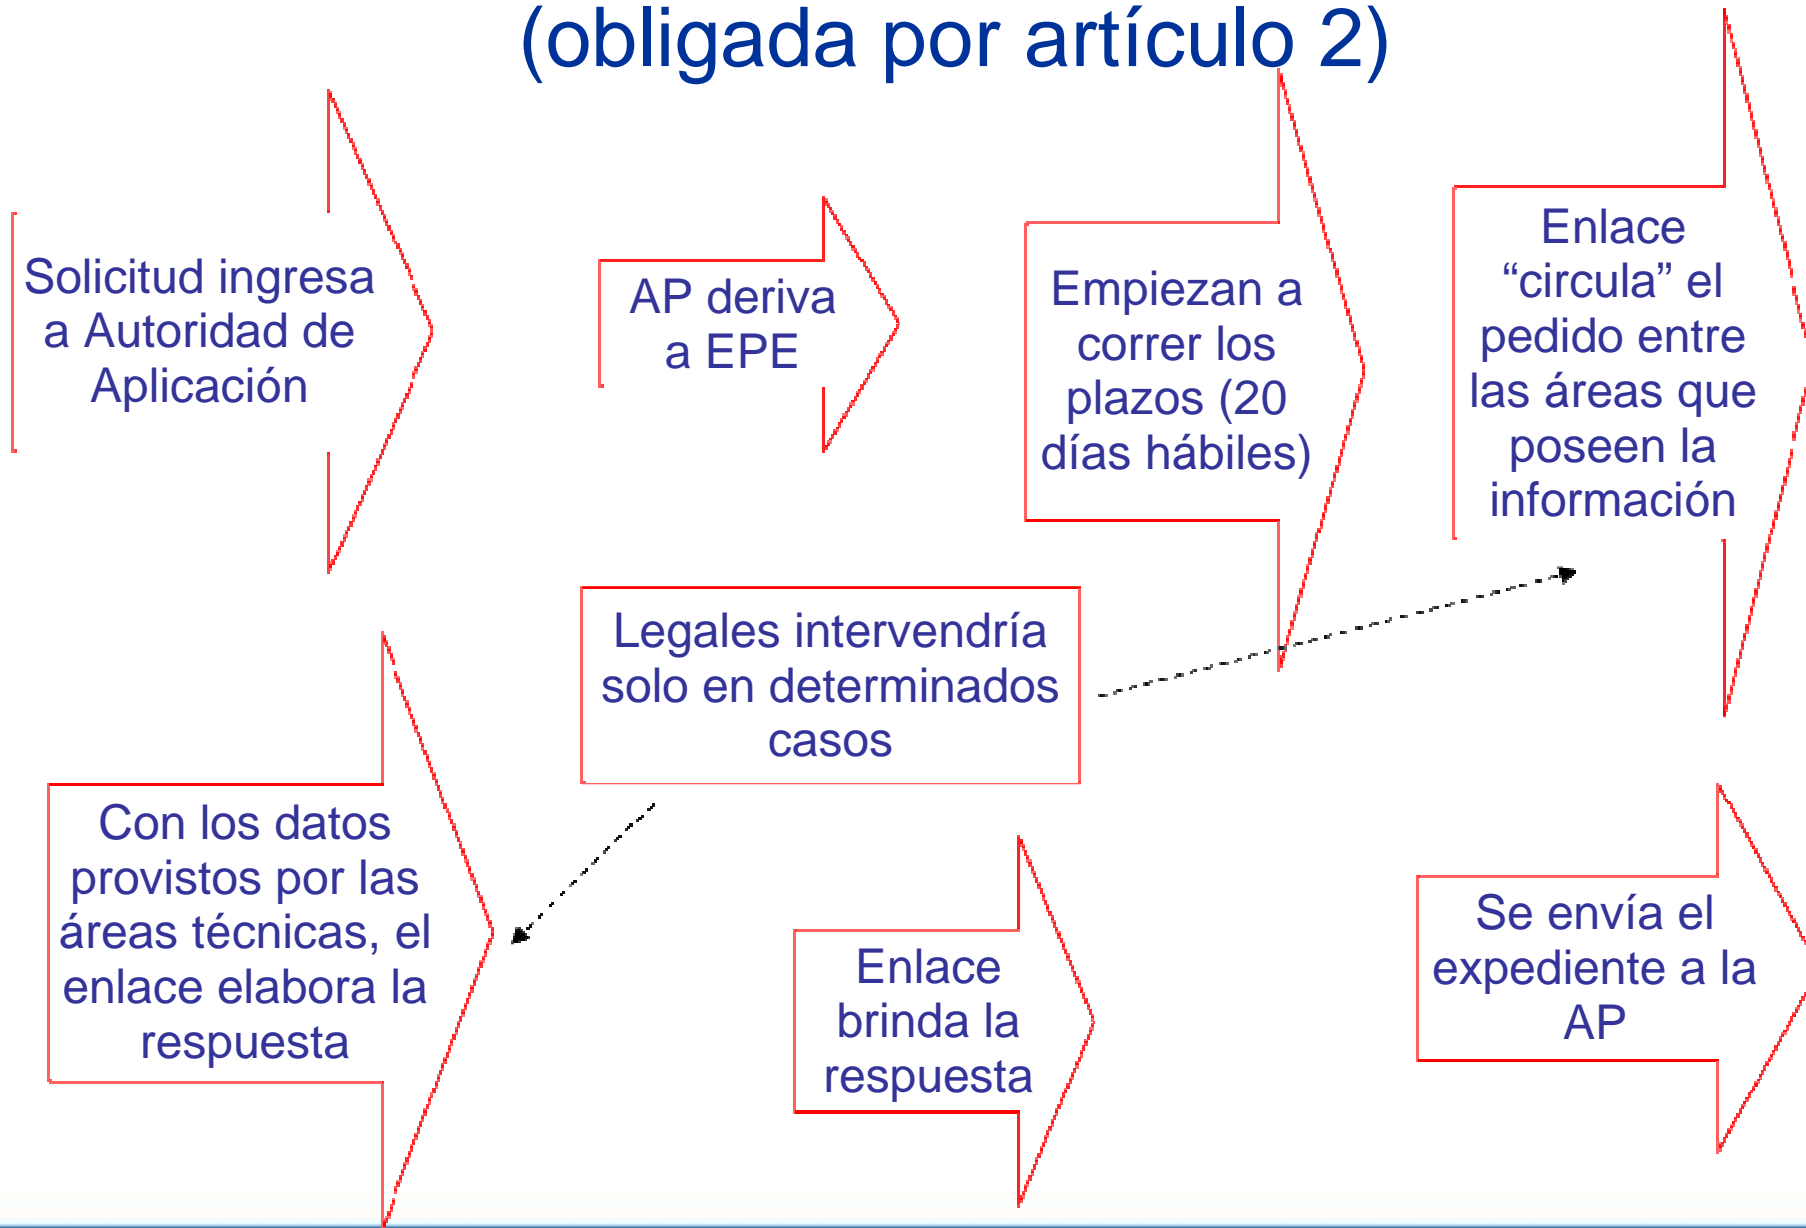 (obligada por artículo 2)
Solicitud ingresa
a Autoridad de
Aplicación
AP deriva
a EPE
Empiezan a
correr los
plazos (20
días hábiles)
Enlace
“circula” el
pedido entre
las áreas que
poseen la
información
Legales intervendría
solo en determinados
casos
Con los datos
provistos por las
áreas técnicas, el
enlace elabora la
respuesta
Enlace
brinda la
respuesta
Se envía el
expediente a la
AP